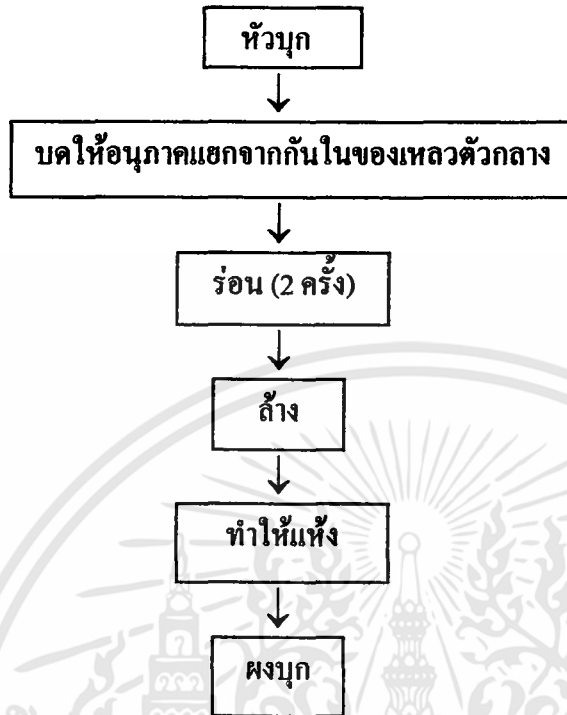 หัวบุก
บดให้อนุภาคแยกจากกันในของเหลวตัวกลาง
ร่อน (2 ครั้ง)
ล้าง
ทำให้แห้ง
ผงบุก